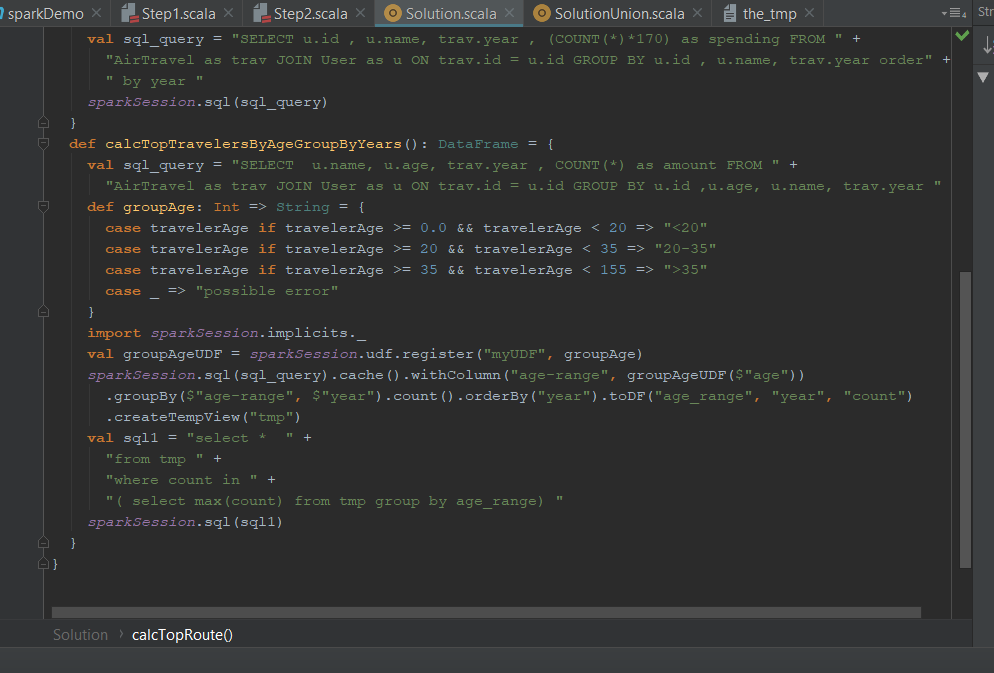 sparkDemo Step1.scala Step2.scala Solution.scala SolutionUnion.scala the_tmp 4 Str
val sql_query = "SELECT u.id , u.name, trav.year , (COUNT(*)*170) as spending FROM " +
"AirTravel as trav JOIN User as u ON trav.id = u.id GROUP BY u.id , u.name, trav.year order" +
" by year "
sparkSession.sql(sql_query)
}
def calcTopTravelersByAgeGroupByYears(): DataFrame = {
val sql_query = "SELECT  u.name, u.age, trav.year , COUNT(*) as amount FROM " +
"AirTravel as trav JOIN User as u ON trav.id = u.id GROUP BY u.id ,u.age, u.name, trav.year "
def groupAge: Int => String = {
case travelerAge if travelerAge >= 0.0 && travelerAge < 20 => "<20"
case travelerAge if travelerAge >= 20 && travelerAge < 35 => "20-35"
case travelerAge if travelerAge >= 35 && travelerAge < 155 => ">35"
case _ => "possible error"
}
import sparkSession.implicits._
val groupAgeUDF = sparkSession.udf.register("myUDF", groupAge)
sparkSession.sql(sql_query).cache().withColumn("age-range", groupAgeUDF($"age"))
.groupBy($"age-range", $"year").count().orderBy("year").toDF("age_range", "year", "count")
.createTempView("tmp")
val sql1 = "select *  " +
"from tmp " +
"where count in " +
"( select max(count) from tmp group by age_range) "
sparkSession.sql(sql1)
}
}
Solution › calcTopRoute()